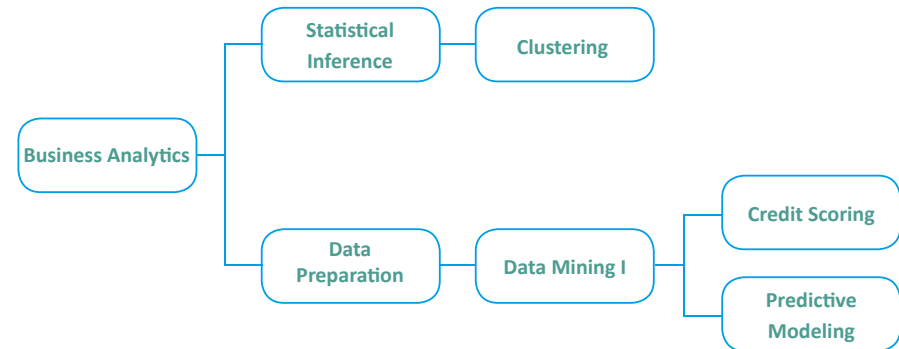 Statistical
Inference
Clustering
Business Analytics
Data
Preparation
Data Mining I
Credit Scoring
Predictive
Modeling